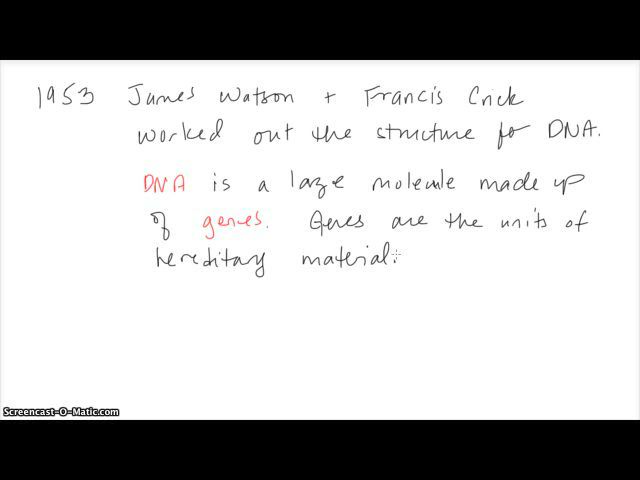 1953 James Watson + Francis Crick
worked out the structure for DNA.
DNA is a large molecule made up
of genes. Genes are the units of
hereditary material.
Screencast-O-Matic.com